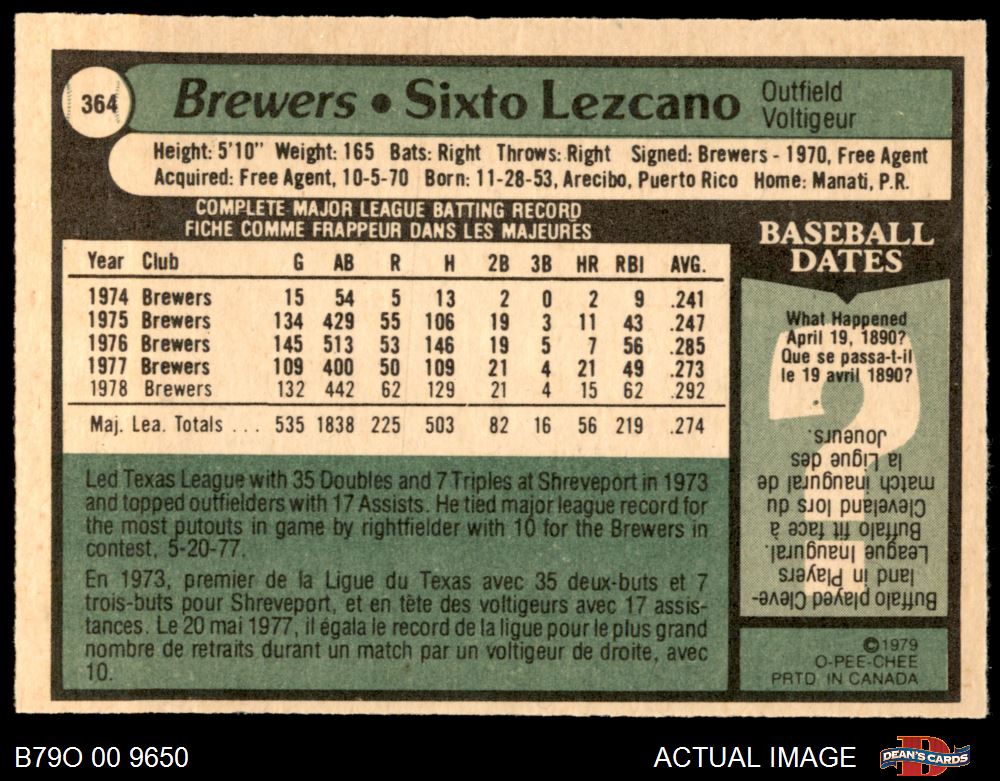 364
Brewers • Sixto Lezcano
Outfield
Voltigeur
Height: 5'10" Weight: 165 Bats: Right Throws: Right Signed: Brewers - 1970, Free Agent
Acquired: Free Agent, 10-5-70 Born: 11-28-53, Arecibo, Puerto Rico Home: Manati, P.R.
COMPLETE MAJOR LEAGUE BATTING RECORD
FICHE COMME FRAPPEUR DANS LES MAJEURES
Year Club G AB R H 2B 3B HR RBI AVG.
1974 Brewers 15 54 5 13 2 0 2 9 .241
1975 Brewers 134 429 55 106 19 3 11 43 .247
1976 Brewers 145 513 53 146 19 5 7 56 .285
1977 Brewers 109 400 50 109 21 4 21 49 .273
1978 Brewers 132 442 62 129 21 4 15 62 .292
Maj. Lea. Totals ... 535 1838 225 503 82 16 56 219 .274
Led Texas League with 35 Doubles and 7 Triples at Shreveport in 1973
and topped outfielders with 17 Assists. He tied major league record for
the most putouts in game by rightfielder with 10 for the Brewers in
contest, 5-20-77.
En 1973, premier de la Ligue du Texas avec 35 deux-buts et 7
trois-buts pour Shreveport, et en tête des voltigeurs avec 17 assis-
tances. Le 20 mai 1977, il égala le record de la ligue pour le plus grand
nombre de retraits durant un match par un voltigeur de droite, avec
10.
BASEBALL
DATES
What Happened
April 19, 1890?
Que se passa-t-il
le 19 avril 1890?
Buffalo played Cleve-
land in Players
League Inaugural.
Buffalo fit face à
Cleveland lors du
match inaugural de
la Ligue des
Joueurs.
©1979
O-PEE-CHEE
PRTD. IN CANADA
B79O 00 9650
ACTUAL IMAGE
DEAN'S CARDS